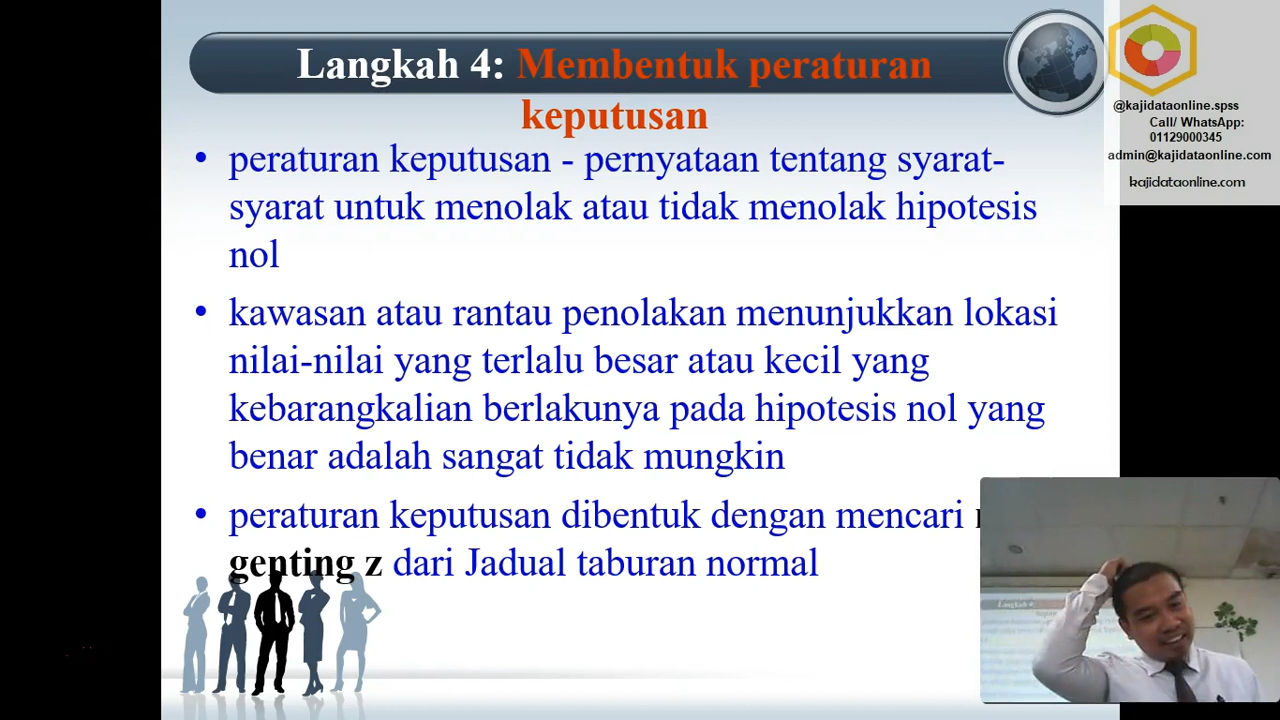 Langkah 4: Membentuk peraturan
keputusan
• peraturan keputusan - pernyataan tentang syarat-
syarat untuk menolak atau tidak menolak hipotesis
nol
• kawasan atau rantau penolakan menunjukkan lokasi
nilai-nilai yang terlalu besar atau kecil yang
kebarangkalian berlakunya pada hipotesis nol yang
benar adalah sangat tidak mungkin
• peraturan keputusan dibentuk dengan mencari
genting z dari Jadual taburan normal
@kajidataonline.spss
Call/ WhatsApp:
01129000345
admin@kajidataonline.com
kajidataonline.com